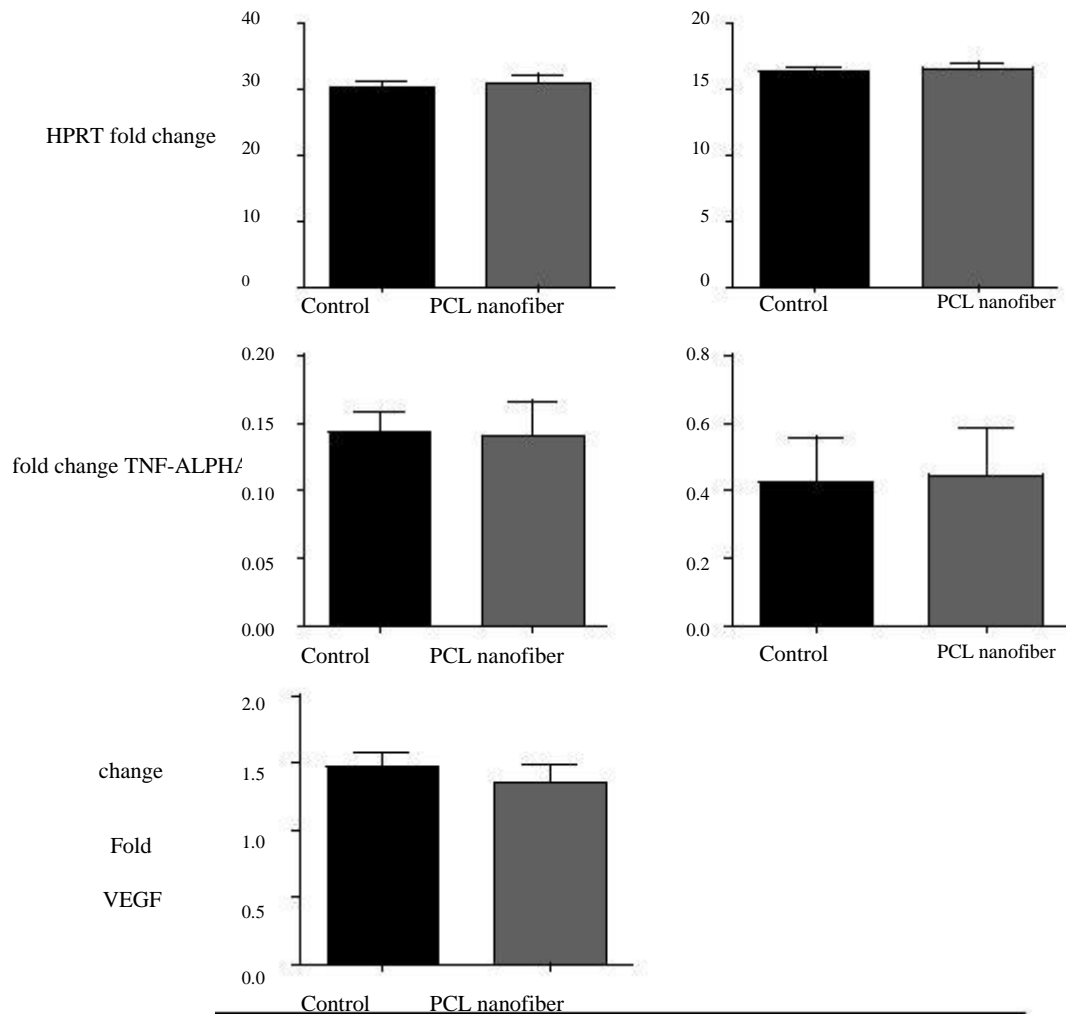 40
30
HPRT fold change
20
10
0
Control PCL nanofiber
20
15
10
5
0
Control PCL nanofiber
0.20
0.15
fold change TNF-ALPHA
0.10
0.05
0.00
Control PCL nanofiber
0.8
0.6
0.4
0.2
0.0
Control PCL nanofiber
2.0
change
1.5
Fold
1.0
VEGF
0.5
0.0
Control PCL nanofiber